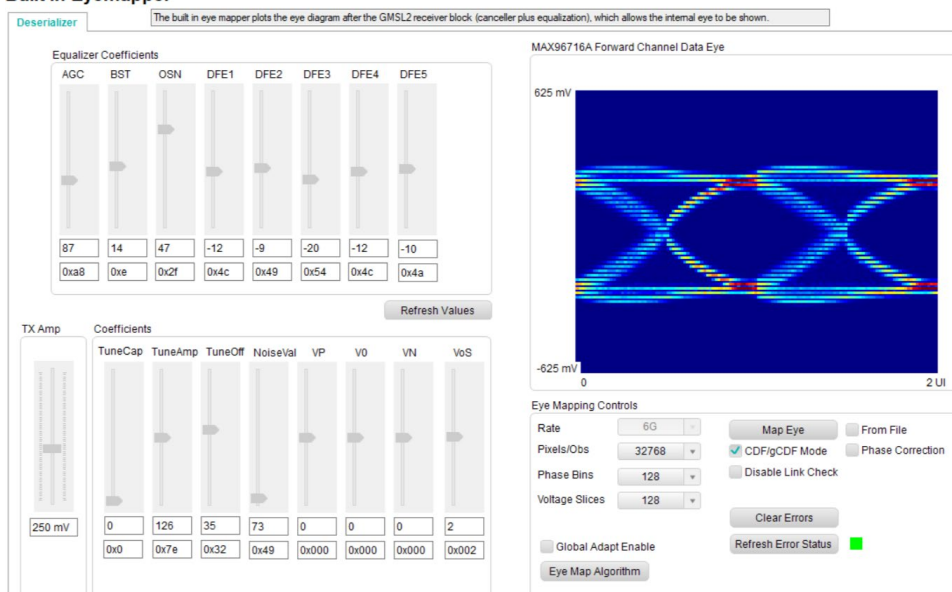 Deserializer
The built in eye mapper plots the eye diagram after the GMSL2 receiver block (canceller plus equalization), which allows the internal eye to be shown.
Equalizer Coefficients
AGC BST OSN DFE1 DFE2 DFE3 DFE4 DFE5
87 14 47 -12 -9 -20 -12 -10
0xa8 0xe 0x2f 0x4c 0x49 0x54 0x4c 0x4a
Refresh Values
TX Amp
250 mV
Coefficients
TuneCap TuneAmp TuneOff NoiseVal VP V0 VN VoS
0 126 35 73 0 0 0 2
0x0 0x7e 0x32 0x49 0x000 0x000 0x000 0x002
MAX96716A Forward Channel Data Eye
625 mV
-625 mV
0 2 UI
Eye Mapping Controls
Rate 6G Map Eye From File
Pixels/Obs 32768 CDF/gCDF Mode Phase Correction
Phase Bins 128 Disable Link Check
Voltage Slices 128
Clear Errors
Global Adapt Enable Refresh Error Status
Eye Map Algorithm